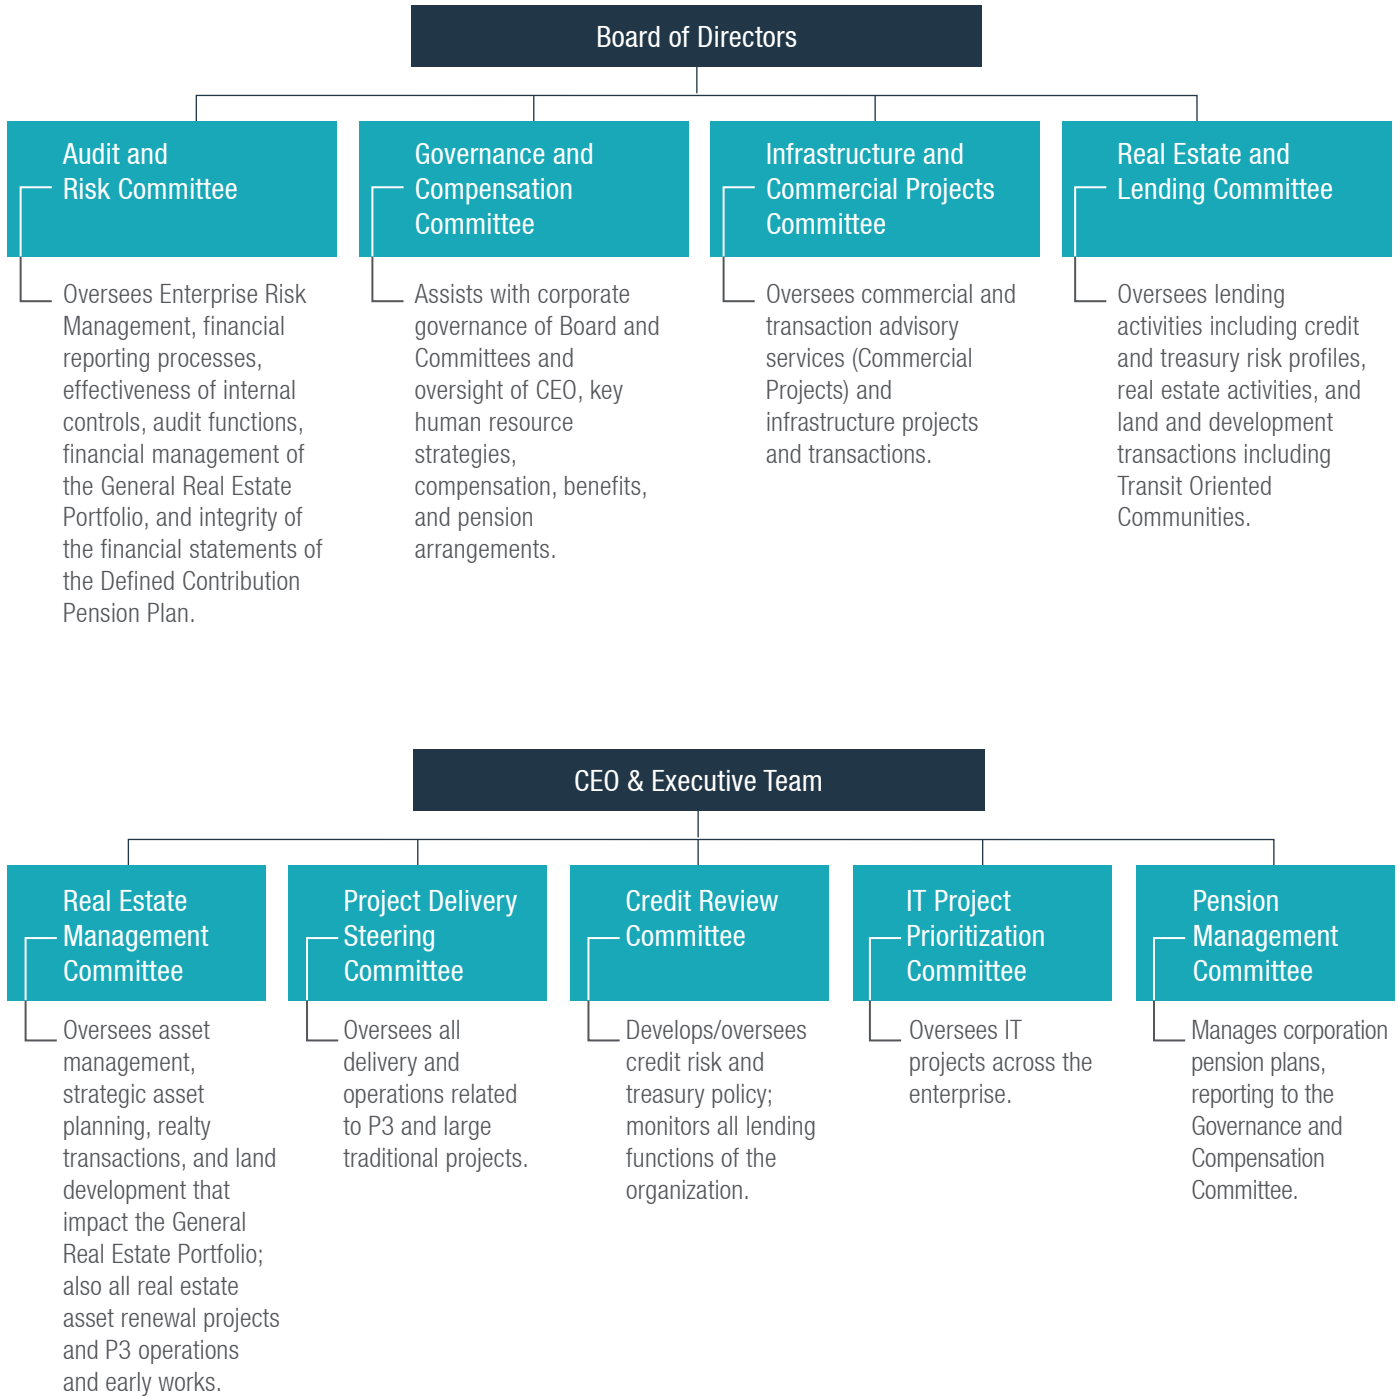 Board of Directors
Audit and
Risk Committee
Oversees Enterprise Risk
Management, financial
reporting processes,
effectiveness of internal
controls, audit functions,
financial management of
the General Real Estate
Portfolio, and integrity of
the financial statements of
the Defined Contribution
Pension Plan.
Governance and
Compensation
Committee
Assists with corporate
governance of Board and
Committees and
oversight of CEO, key
human resource
strategies,
compensation, benefits,
and pension
arrangements.
Infrastructure and
Commercial Projects
Committee
Oversees commercial and
transaction advisory
services (Commercial
Projects) and
infrastructure projects
and transactions.
Real Estate and
Lending Committee
Oversees lending
activities including credit
and treasury risk profiles,
real estate activities, and
land and development
transactions including
Transit Oriented
Communities.
CEO & Executive Team
Real Estate
Management
Committee
Oversees asset
management,
strategic asset
planning, realty
transactions, and land
development that
impact the General
Real Estate Portfolio;
also all real estate
asset renewal projects
and P3 operations
and early works.
Project Delivery
Steering
Committee
Oversees all
delivery and
operations related
to P3 and large
traditional projects.
Credit Review
Committee
Develops/oversees
credit risk and
treasury policy;
monitors all lending
functions of the
organization.
IT Project
Prioritization
Committee
Oversees IT
projects across the
enterprise.
Pension
Management
Committee
Manages corporation
pension plans,
reporting to the
Governance and
Compensation
Committee.